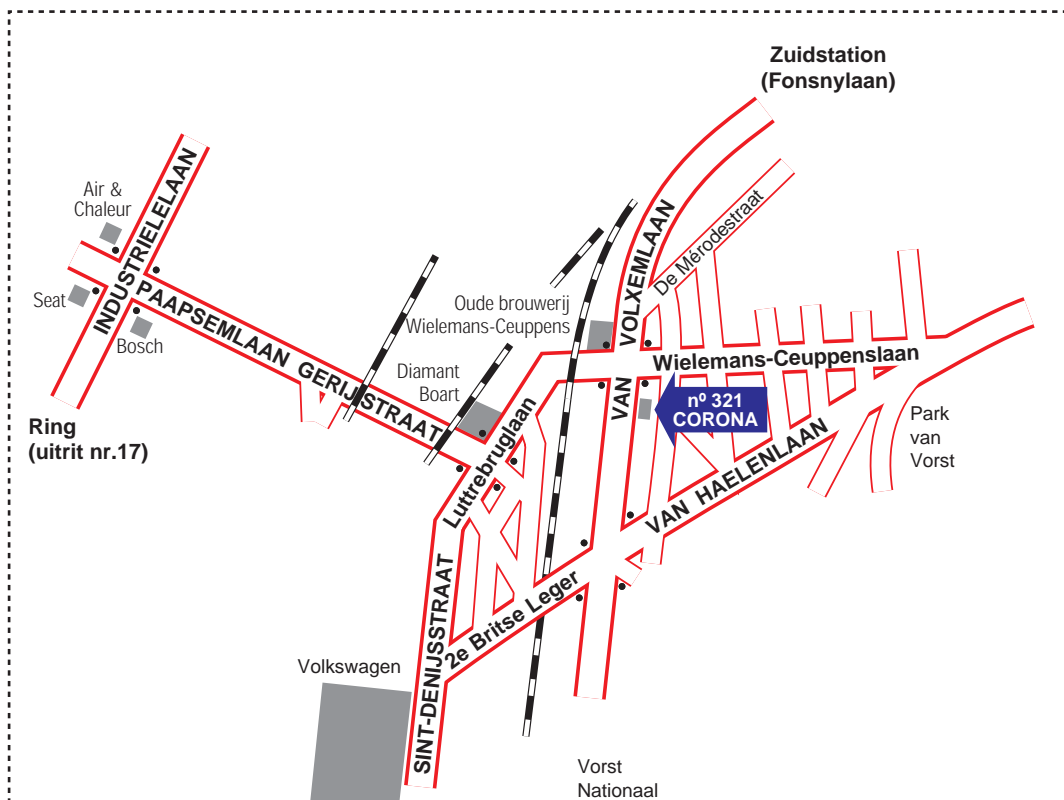 Zuidstation
(Fonsnylaan)
Air &
Chaleur
INDUSTRIELELAAN
Seat
Bosch
PAAPSEMLAAN GERIJSTRAAT
Ring
(uitrit nr.17)
Oude brouwerij
Wielemans-Ceuppens
Diamant
Boart
Luttrebruglaan
VAN VOLXEMLAAN
De Mérodestraat
Wielemans-Ceuppenslaan
nº 321
CORONA
Park
van
Vorst
VAN HAELENLAAN
2e Britse Leger
SINT-DENIJSSTRAAT
Volkswagen
Vorst
Nationaal